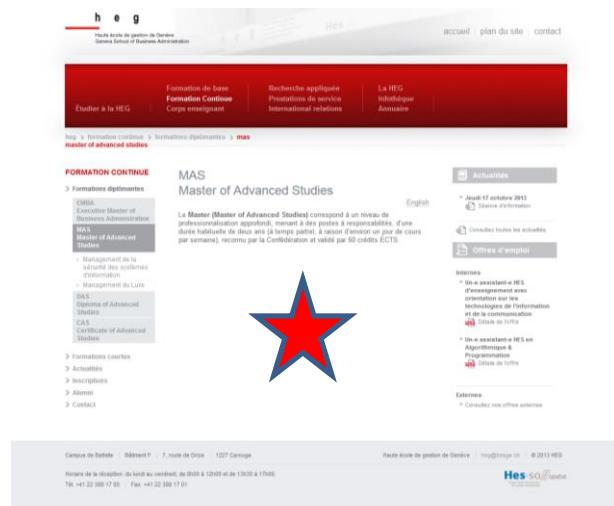 h e g
Haute école de gestion de Genève
Geneva School of Business Administration
accueil | plan du site | contact
Étudier à la HEG
Formation de base
Formation Continue
Corps enseignant
Recherche appliquée
Prestations de service
International relations
La HEG
Infothèque
Annuaire
heg > formation continue > formations diplômantes > mas
master of advanced studies
FORMATION CONTINUE
> Formations diplômantes
EMBA
Executive Master of
Business Administration
MAS
Master of Advanced
Studies
Management de la
sécurité des systèmes
d'information
Management du Luxe
DAS
Diploma of Advanced
Studies
CAS
Certificate of Advanced
Studies
> Formations courtes
> Actualités
> Inscriptions
> Alumni
> Contact
MAS
Master of Advanced Studies
English
Le Master (Master of Advanced Studies) correspond à un niveau de
professionnalisation approfondi, menant à des postes à responsabilités, d'une
durée habituelle de deux ans (à temps partiel, à raison d'environ un jour de cours
par semaine), reconnu par la Confédération et validé par 60 crédits ECTS.
Actualités
Jeudi 17 octobre 2013
Séance d'information
Consultez toutes les actualités
Offres d'emploi
Internes
Un-e assistant-e HES
d'enseignement avec
orientation sur les
technologies de l'information
et de la communication
Détails de l'offre
Un-e assistant-e HES en
Algorithmique &
Programmation
Détails de l'offre
Externes
Consultez nos offres externes
Campus de Battelle | Bâtiment F | 7, route de Drize | 1227 Carouge
Haute école de gestion de Genève | heg@hesge.ch | © 2013 HEG
Horaire de la réception: du lundi au vendredi, de 8h00 à 12h00 et de 13h30 à 17h00.
Tél. +41 22 388 17 00 | Fax. +41 22 388 17 01
Hes·so Genève